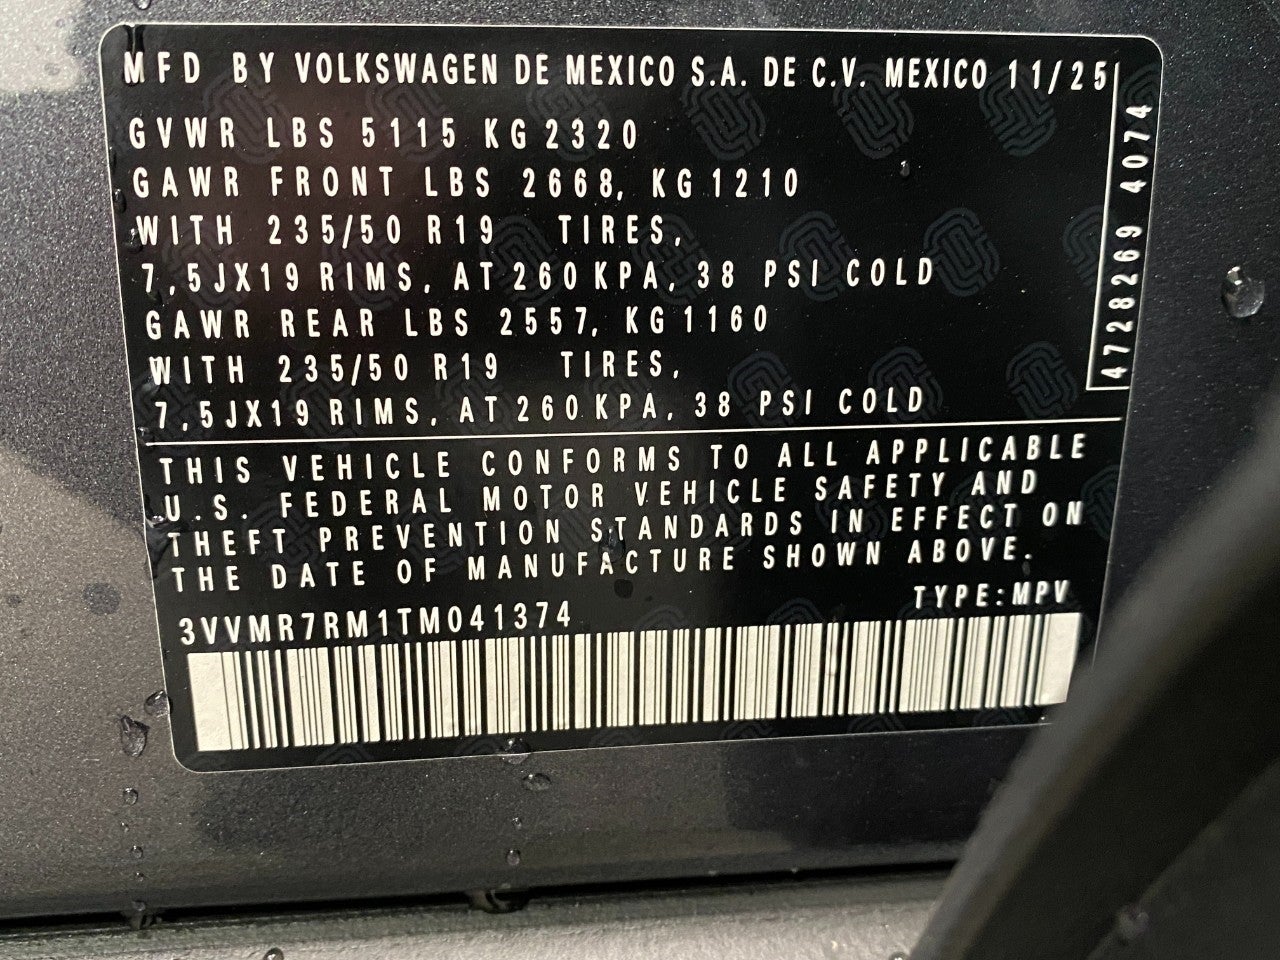 MFD BY VOLKSWAGEN DE MEXICO S.A. DE C.V. MEXICO 11/25
GVWR LBS 5115 KG 2320
GAWR FRONT LBS 2668, KG 1210
WITH 235/50 R19 TIRES,
7,5JX19 RIMS, AT 260 KPA, 38 PSI COLD
GAWR REAR LBS 2557, KG 1160
WITH 235/50 R19 TIRES,
7,5JX19 RIMS, AT 260 KPA, 38 PSI COLD
4728269 4074
THIS VEHICLE CONFORMS TO ALL APPLICABLE
U.S. FEDERAL MOTOR VEHICLE SAFETY AND
THEFT PREVENTION STANDARDS IN EFFECT ON
THE DATE OF MANUFACTURE SHOWN ABOVE.
3VVMR7RM1TM041374
TYPE:MPV